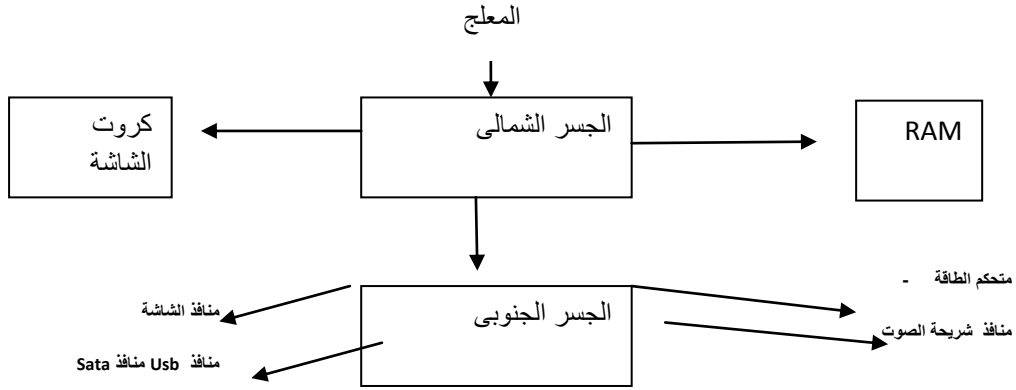 المعلج
الجسر الشمالى
RAM
كروت
الشاشة
متحكم الطاقة -
الجسر الجنوبى
منافذ الشاشة
منافذ شريحة الصوت
منافذ Usb منافذ Sata